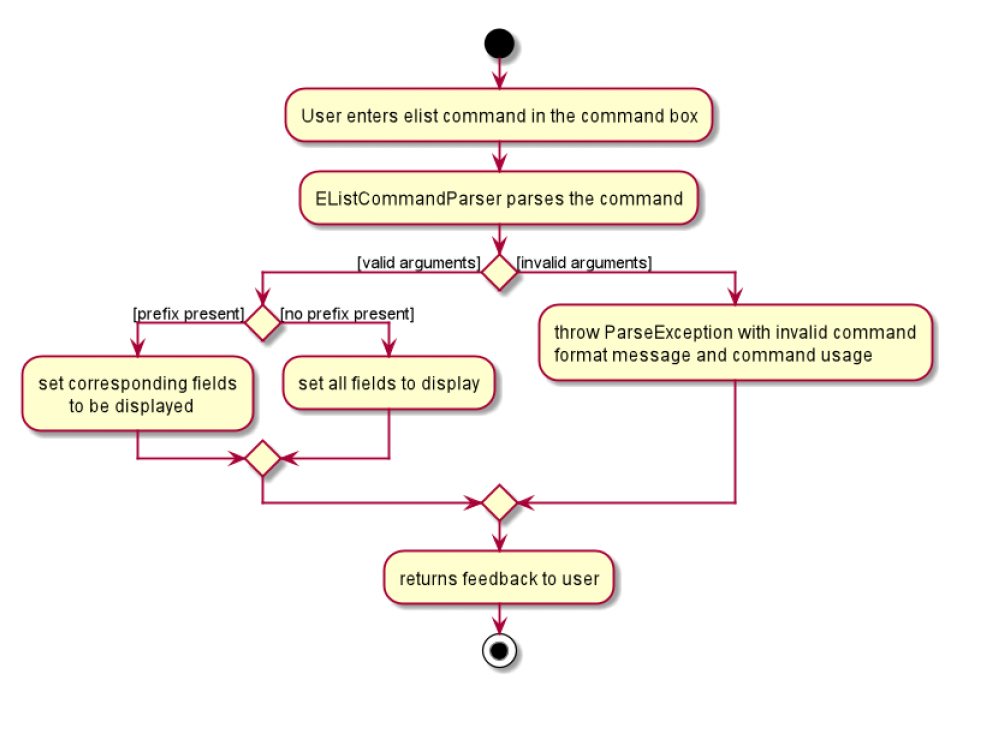 User enters elist command in the command box
EListCommandParser parses the command
[valid arguments]
[invalid arguments]
[prefix present]
[no prefix present]
set corresponding fields
to be displayed
set all fields to display
throw ParseException with invalid command
format message and command usage
returns feedback to user